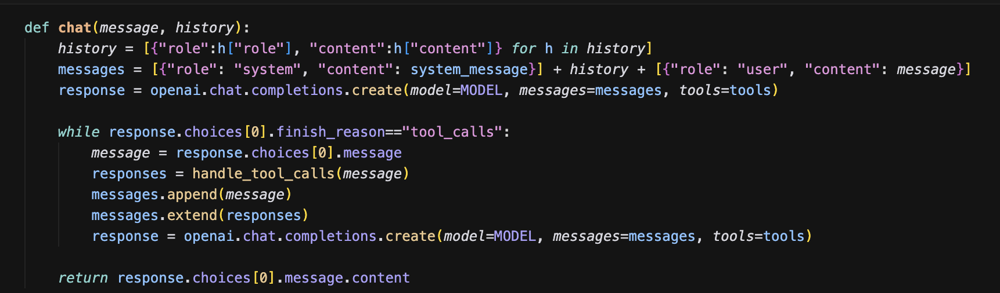 def chat(message, history):
    history = [{"role":h["role"], "content":h["content"]} for h in history]
    messages = [{"role": "system", "content": system_message}] + history + [{"role": "user", "content": message}]
    response = openai.chat.completions.create(model=MODEL, messages=messages, tools=tools)

    while response.choices[0].finish_reason=="tool_calls":
        message = response.choices[0].message
        responses = handle_tool_calls(message)
        messages.append(message)
        messages.extend(responses)
        response = openai.chat.completions.create(model=MODEL, messages=messages, tools=tools)

    return response.choices[0].message.content